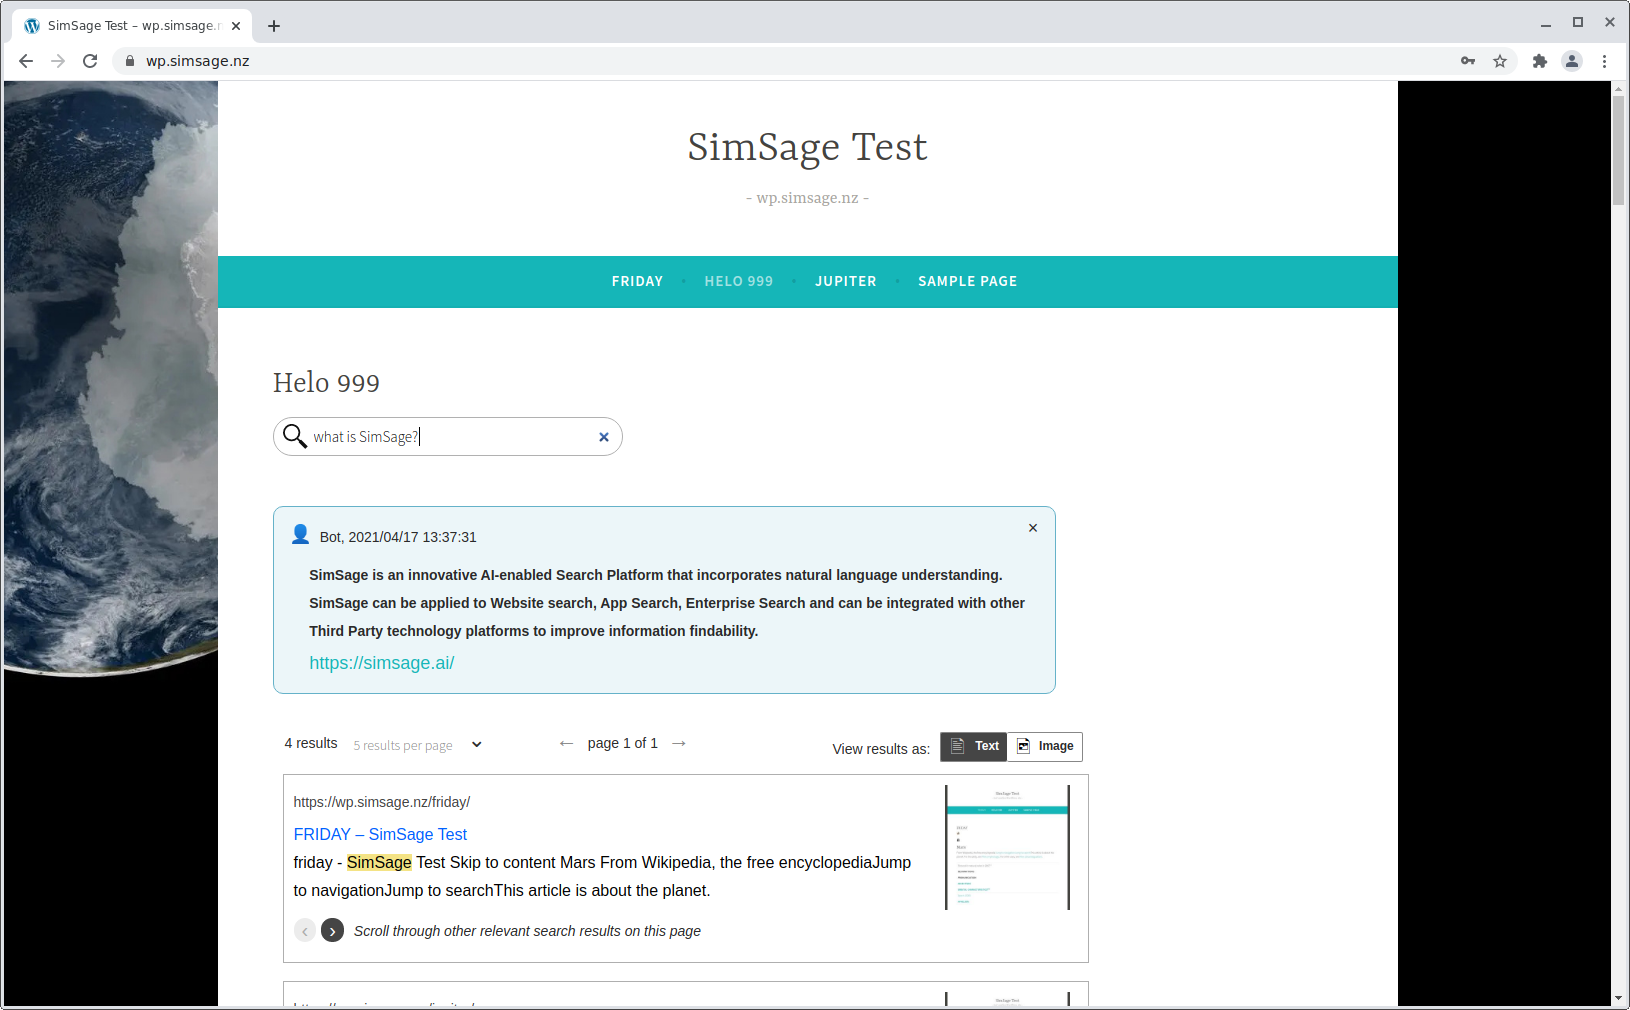 SimSage Test – wp.simsage.n
wp.simsage.nz
SimSage Test
- wp.simsage.nz -
FRIDAY HELO 999 JUPITER SAMPLE PAGE
Helo 999
what is SimSage?
Bot, 2021/04/17 13:37:31
SimSage is an innovative AI-enabled Search Platform that incorporates natural language understanding.
SimSage can be applied to Website search, App Search, Enterprise Search and can be integrated with other
Third Party technology platforms to improve information findability.
https://simsage.ai/
4 results 5 results per page ← page 1 of 1 → View results as: Text Image
https://wp.simsage.nz/friday/
FRIDAY – SimSage Test
friday - SimSage Test Skip to content Mars From Wikipedia, the free encyclopediaJump
to navigationJump to searchThis article is about the planet.
Scroll through other relevant search results on this page
SimSage Test
SimSage Test